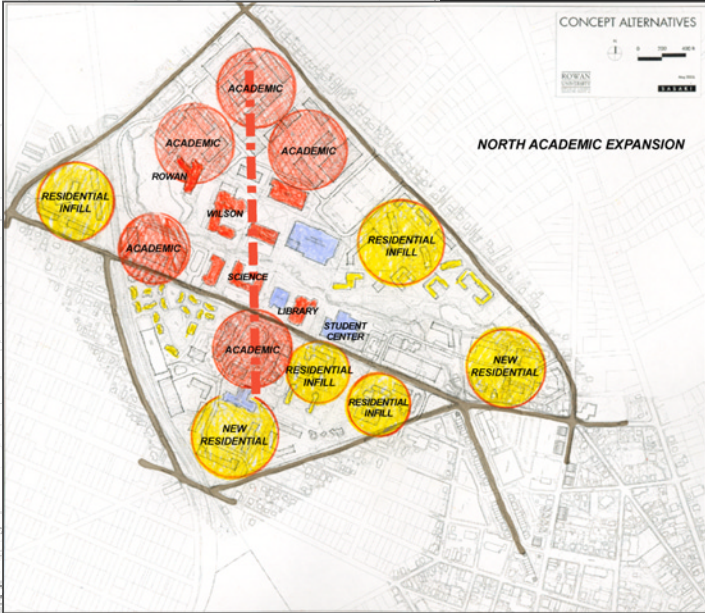 CONCEPT ALTERNATIVES
N
0
ROWAN
UNIVERSITY
SASAKI
NORTH ACADEMIC EXPANSION
ACADEMIC
ACADEMIC
ACADEMIC
ROWAN
RESIDENTIAL
INFILL
WILSON
ACADEMIC
RESIDENTIAL
INFILL
SCIENCE
LIBRARY
STUDENT
CENTER
ACADEMIC
RESIDENTIAL
INFILL
NEW
RESIDENTIAL
RESIDENTIAL
INFILL
NEW
RESIDENTIAL